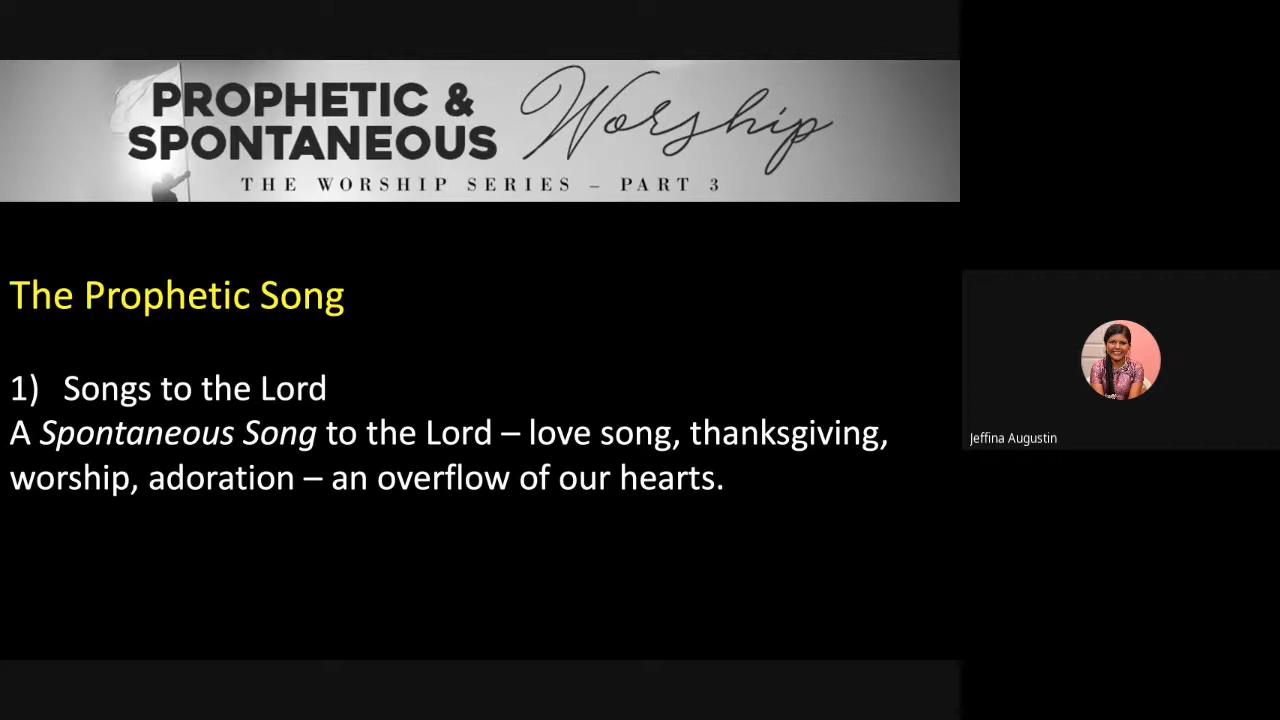 PROPHETIC &
SPONTANEOUS
Worship
THE WORSHIP SERIES – PART 3
The Prophetic Song
1) Songs to the Lord
A Spontaneous Song to the Lord – love song, thanksgiving,
worship, adoration – an overflow of our hearts.
Jeffina Augustin